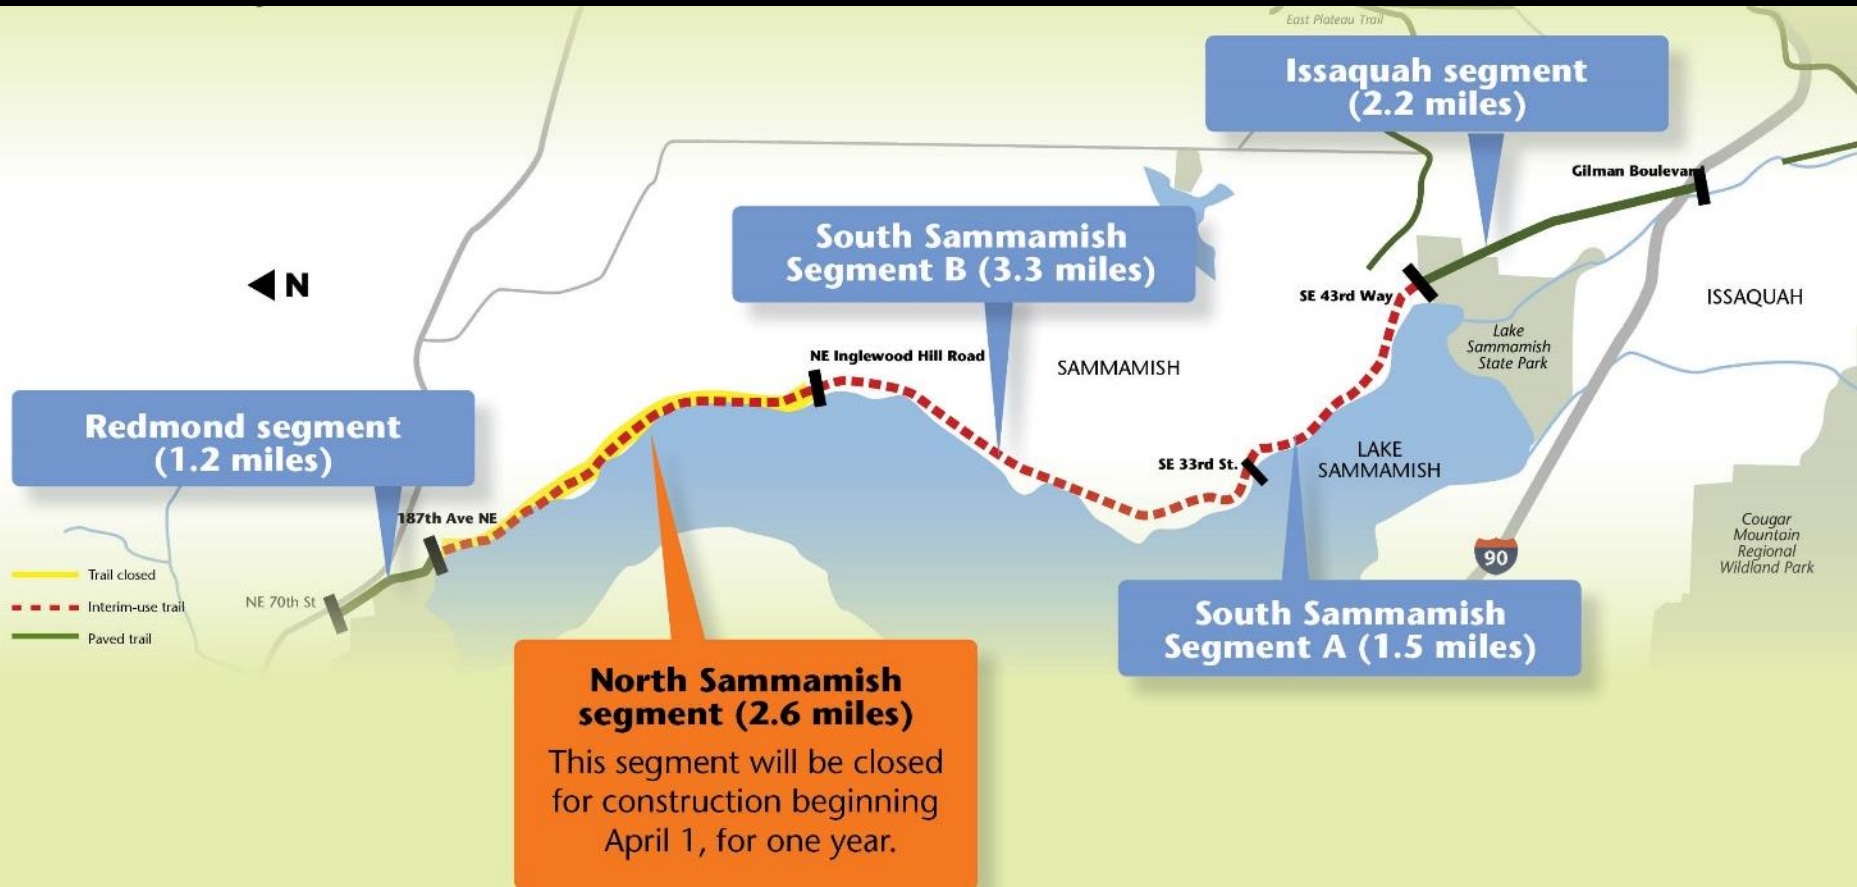 East Plateau Trail
Issaquah segment
(2.2 miles)
Gilman Boulevard
South Sammamish
Segment B (3.3 miles)
N
SE 43rd Way
ISSAQUAH
Lake
Sammamish
State Park
NE Inglewood Hill Road
SAMMAMISH
Redmond segment
(1.2 miles)
LAKE
SAMMAMISH
SE 33rd St.
187th Ave NE
Cougar
Mountain
Regional
Wildland Park
90
Trail closed
Interim-use trail
Paved trail
NE 70th St
South Sammamish
Segment A (1.5 miles)
North Sammamish
segment (2.6 miles)
This segment will be closed
for construction beginning
April 1, for one year.